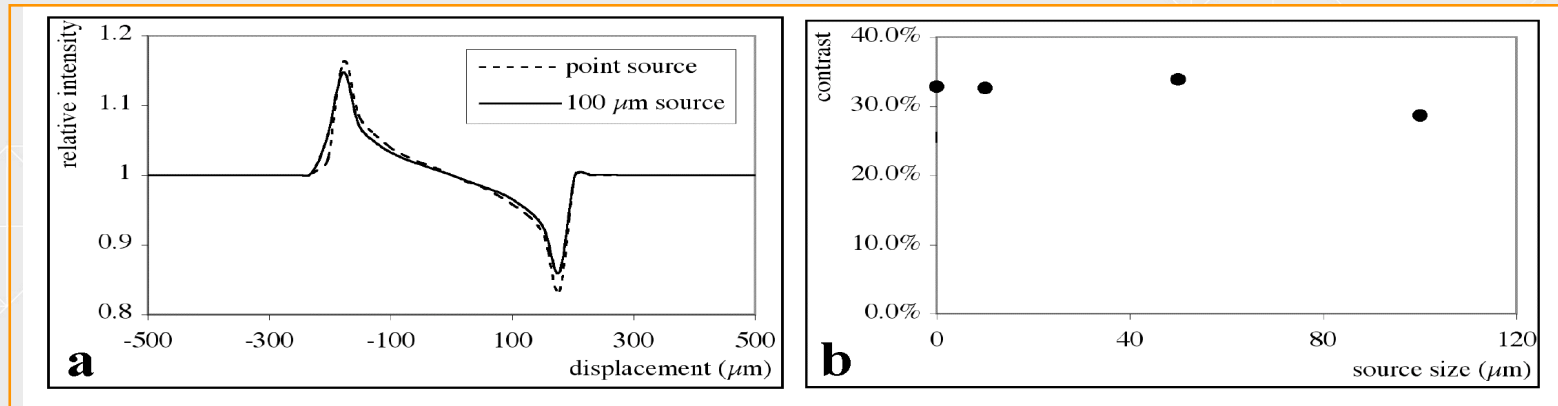 relative intensity
1.2
1.1
1
0.9
0.8
point source
100 μm source
-500
-300
-100
100
300
500
displacement (μm)
a
contrast
40.0%
30.0%
20.0%
10.0%
0.0%
0
40
80
120
source size (μm)
b